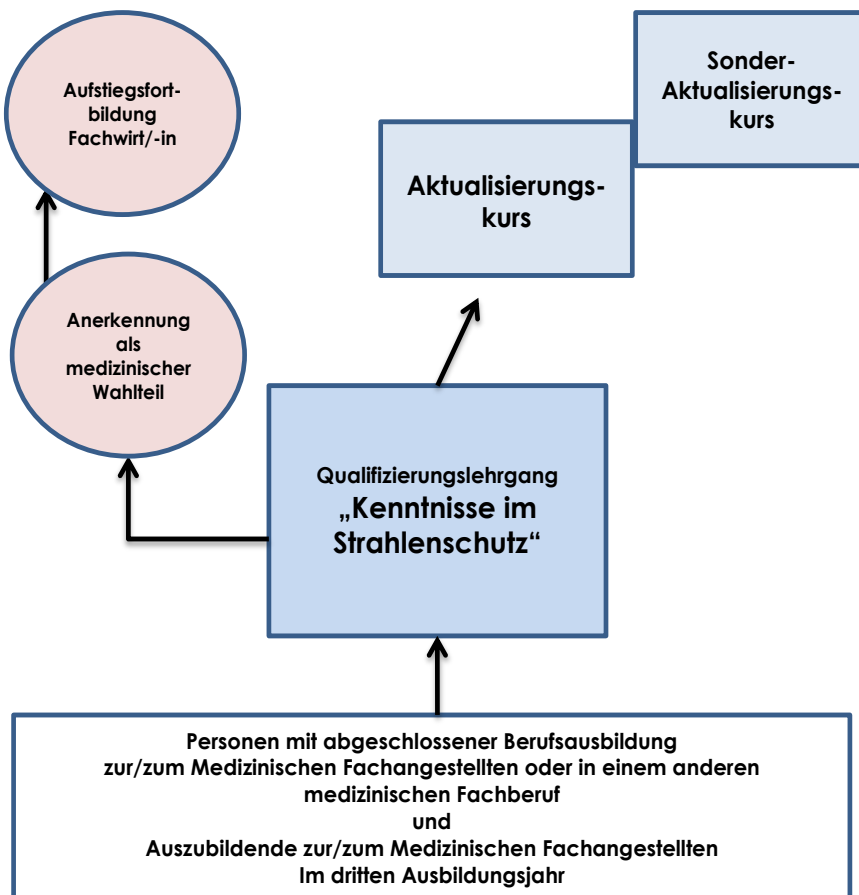 Aufstiegsfort-
bildung
Fachwirt/-in
Sonder-
Aktualisierungs-
kurs
Aktualisierungs-
kurs
Anerkennung
als
medizinischer
Wahlteil
Qualifizierungslehrgang
„Kenntnisse im
Strahlenschutz“
Personen mit abgeschlossener Berufsausbildung
zur/zum Medizinischen Fachangestellten oder in einem anderen
medizinischen Fachberuf
und
Auszubildende zur/zum Medizinischen Fachangestellten
Im dritten Ausbildungsjahr